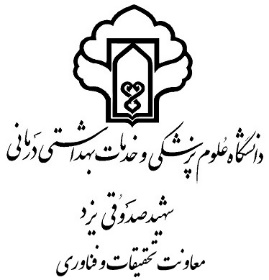 دانشگاه علوم پزشکی و خدمات بهداشتی درمانی
شهید صدوقی یزد
معاونت تحقیقات و فناوری